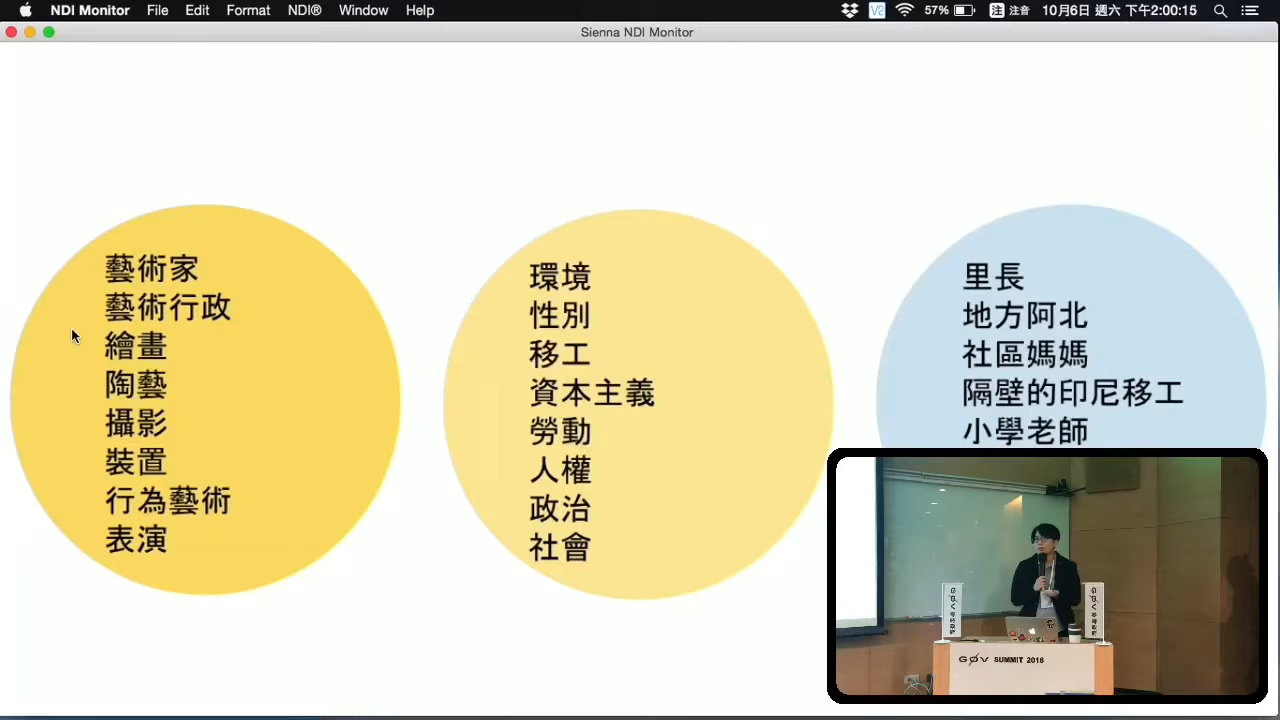 NDI Monitor File Edit Format NDI® Window Help 57% 注 注音 10月6日 週六 下午2:00:15
Sienna NDI Monitor
藝術家
藝術行政
繪畫
陶藝
攝影
裝置
行為藝術
表演
環境
性別
移工
資本主義
勞動
人權
政治
社會
里長
地方阿北
社區媽媽
隔壁的印尼移工
小學老師
G0V SUMMIT 2018